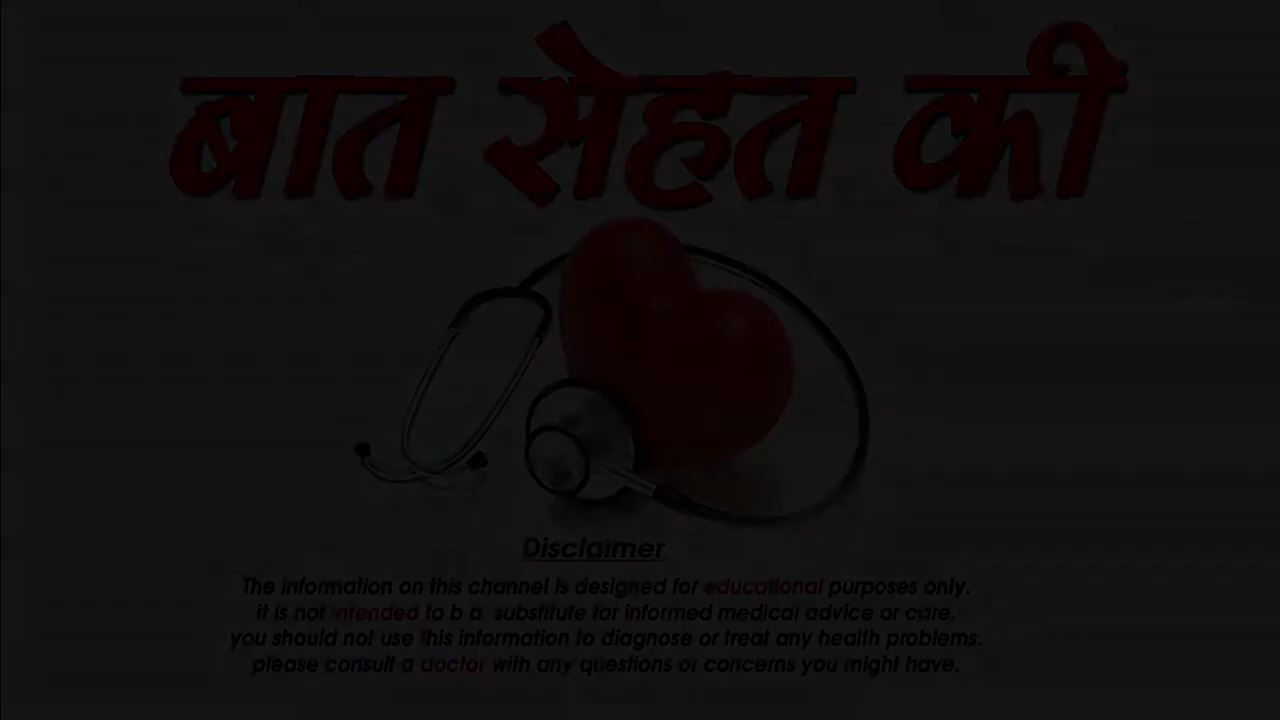 बात सेहत की
Disclaimer
The information on this channel is designed for educational purposes only.
it is not intended to b a substitute for informed medical advice or care.
you should not use this information to diagnose or treat any health problems.
please consult a doctor with any questions or concerns you might have.